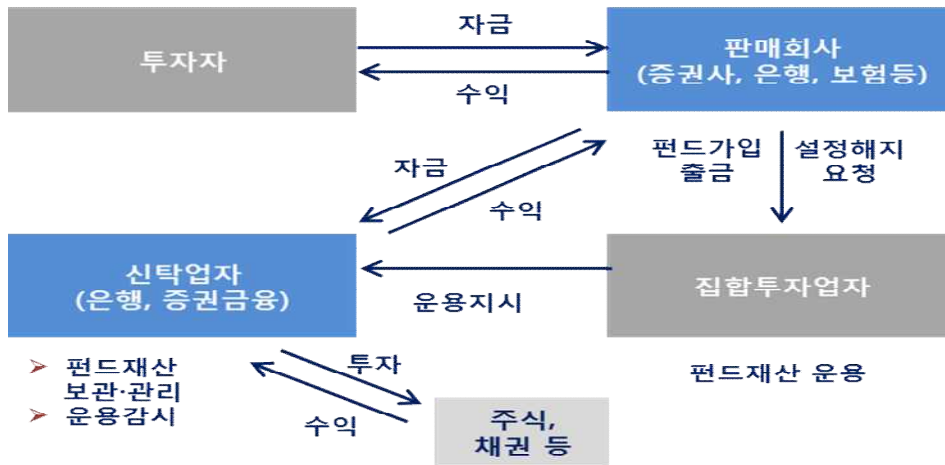 자금
투자자
판매회사
(증권사, 은행, 보험등)
수익
자금
수익
펀드가입
출금
설정해지
요청
신탁업자
(은행, 증권금융)
운용지시
집합투자업자
펀드재산
보관·관리
운용감시
투자
수익
펀드재산 운용
주식,
채권 등